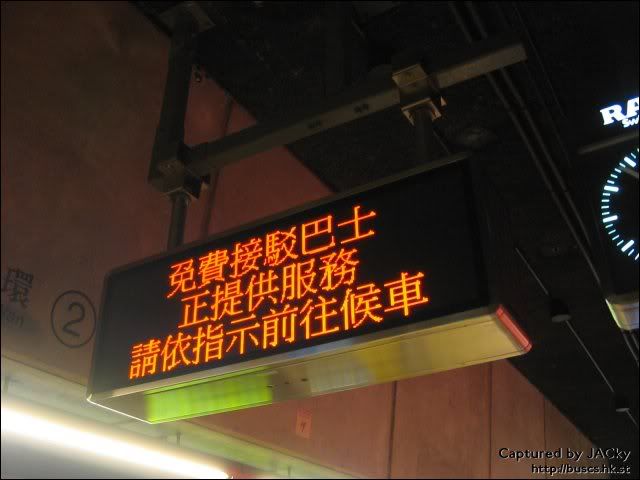 免費接駁巴士
正提供服務
請依指示前往候車
環
2
RA
Captured by JACky
http://buscs.hk.st